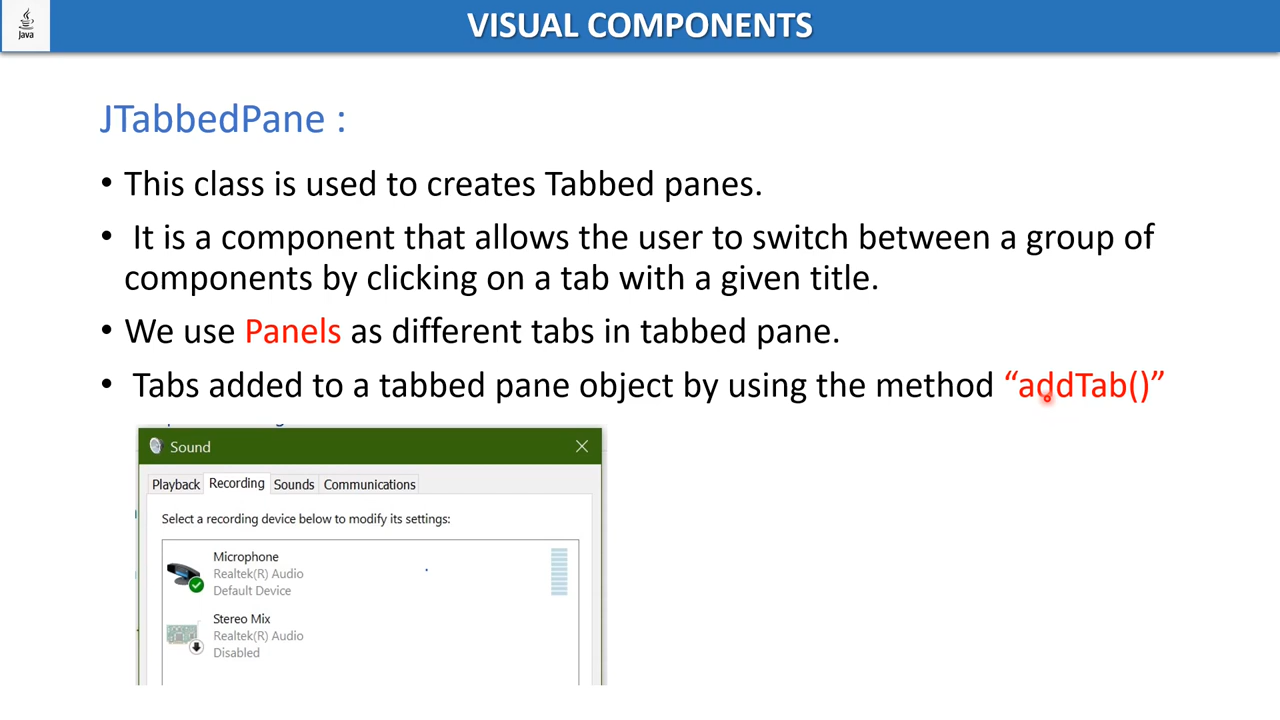 Java
VISUAL COMPONENTS
JTabbedPane :
• This class is used to creates Tabbed panes.
• It is a component that allows the user to switch between a group of
components by clicking on a tab with a given title.
• We use Panels as different tabs in tabbed pane.
• Tabs added to a tabbed pane object by using the method “addTab()”
Sound
Playback Recording Sounds Communications
Select a recording device below to modify its settings:
Microphone
Realtek(R) Audio
Default Device
Stereo Mix
Realtek(R) Audio
Disabled